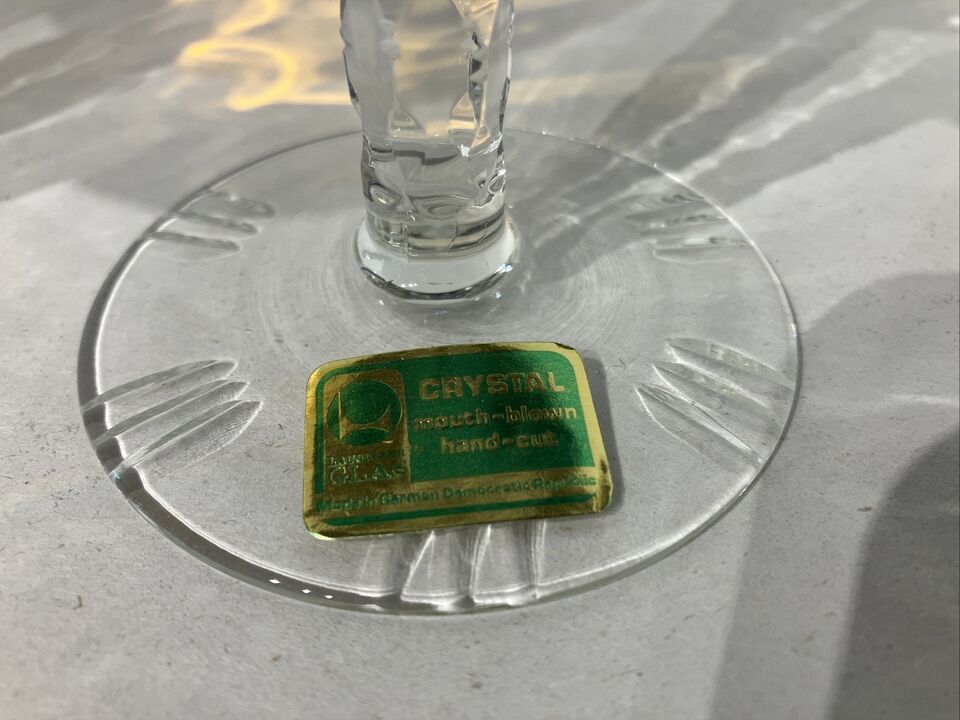 CRYSTAL
mouth-blown
hand-cut
GLAS
Made in German Democratic Republic